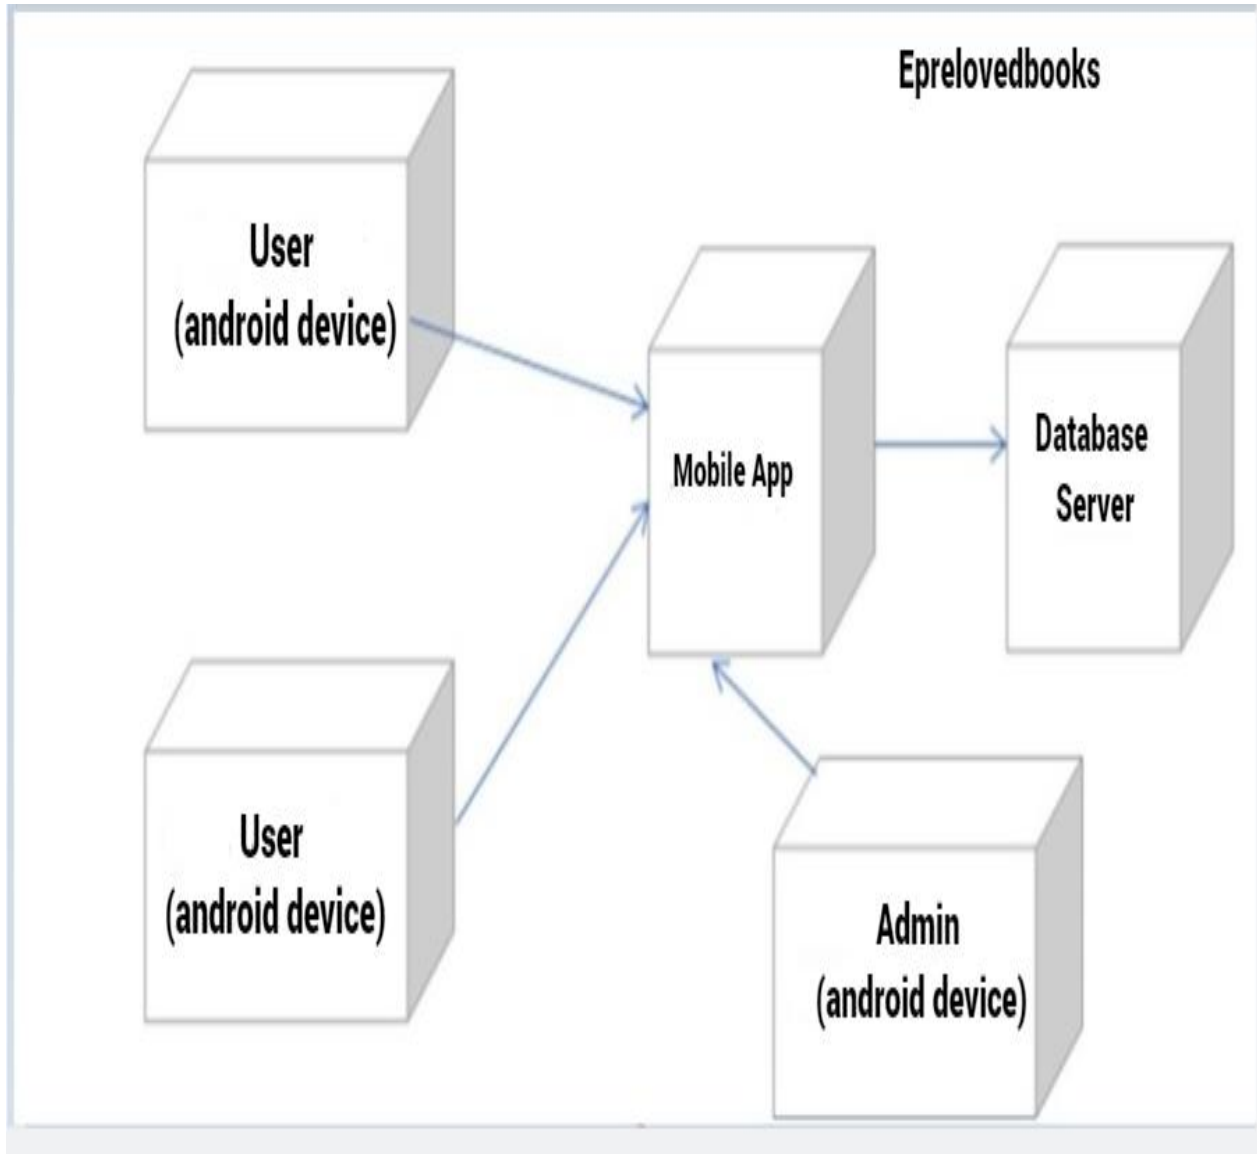 Eprelovedbooks
User
(android device)
Mobile App
Database
Server
User
(android device)
Admin
(android device)